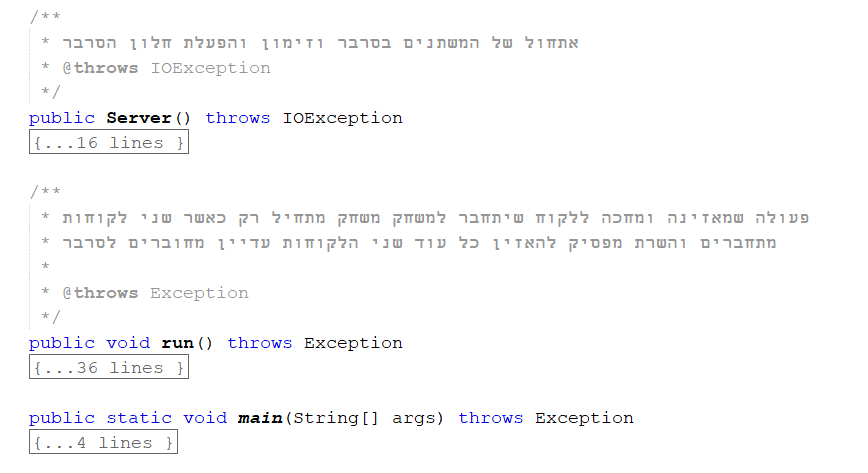 /**
* אתחול של המשתנים בסרבר וזימון והפעלת חלון הסרבר
* @throws IOException
*/
public Server() throws IOException
{...16 lines }
/**
* פעולה שמאזינה ומחכה ללקוח שיתחבר למשחק משחק מתחיל רק כאשר שני לקוחות
* מתחברים והשרת מפסיק להאזין כל עוד שני הלקוחות עדיין מחוברים לסרבר
*
* @throws Exception
*/
public void run() throws Exception
{...36 lines }
public static void main(String[] args) throws Exception
{...4 lines }